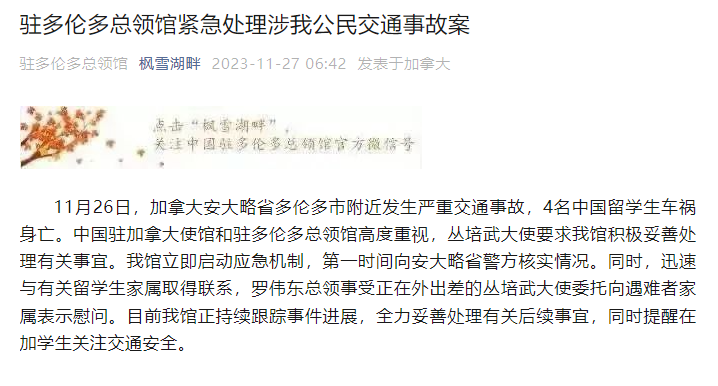 驻多伦多总领馆紧急处理涉我公民交通事故案
驻多伦多总领馆 枫雪湖畔 2023-11-27 06:42 发表于加拿大
点击“枫雪湖畔”，
关注中国驻多伦多总领馆官方微信号
11月26日，加拿大安大略省多伦多市附近发生严重交通事故，4名中国留学生车祸
身亡。中国驻加拿大使馆和驻多伦多总领馆高度重视，丛培武大使要求我馆积极妥善处
理有关事宜。我馆立即启动应急机制，第一时间向安大略省警方核实情况。同时，迅速
与有关留学生家属取得联系，罗伟东总领事受正在外出差的丛培武大使委托向遇难者家
属表示慰问。目前我馆正持续跟踪事件进展，全力妥善处理有关后续事宜，同时提醒在
加学生关注交通安全。